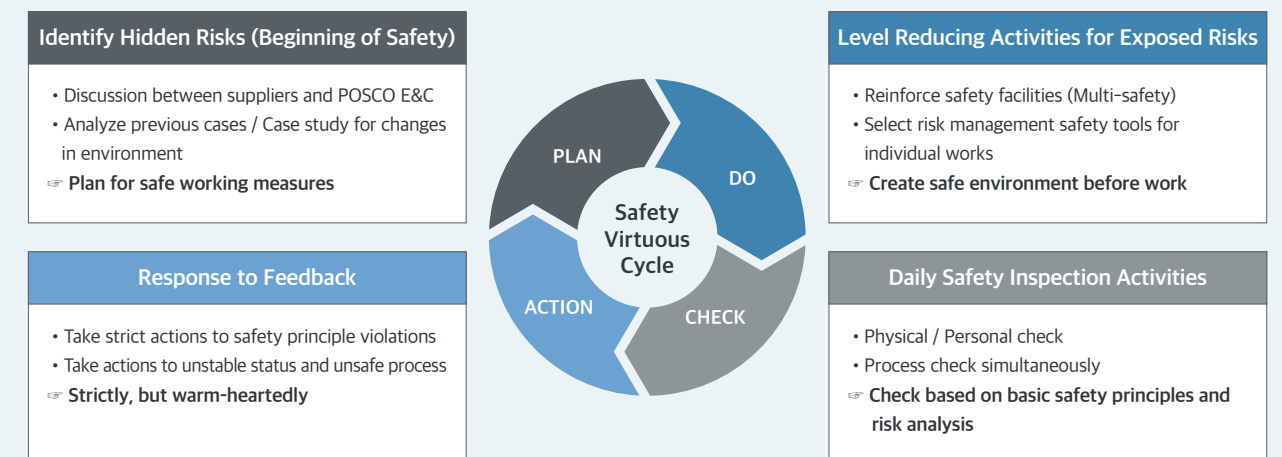 Identify Hidden Risks (Beginning of Safety)
• Discussion between suppliers and POSCO E&C
• Analyze previous cases / Case study for changes
in environment
☞ Plan for safe working measures
Level Reducing Activities for Exposed Risks
• Reinforce safety facilities (Multi-safety)
• Select risk management safety tools for
individual works
☞ Create safe environment before work
PLAN
DO
Safety
Virtuous
Cycle
ACTION
CHECK
Response to Feedback
• Take strict actions to safety principle violations
• Take actions to unstable status and unsafe process
☞ Strictly, but warm-heartedly
Daily Safety Inspection Activities
• Physical / Personal check
• Process check simultaneously
☞ Check based on basic safety principles and
risk analysis